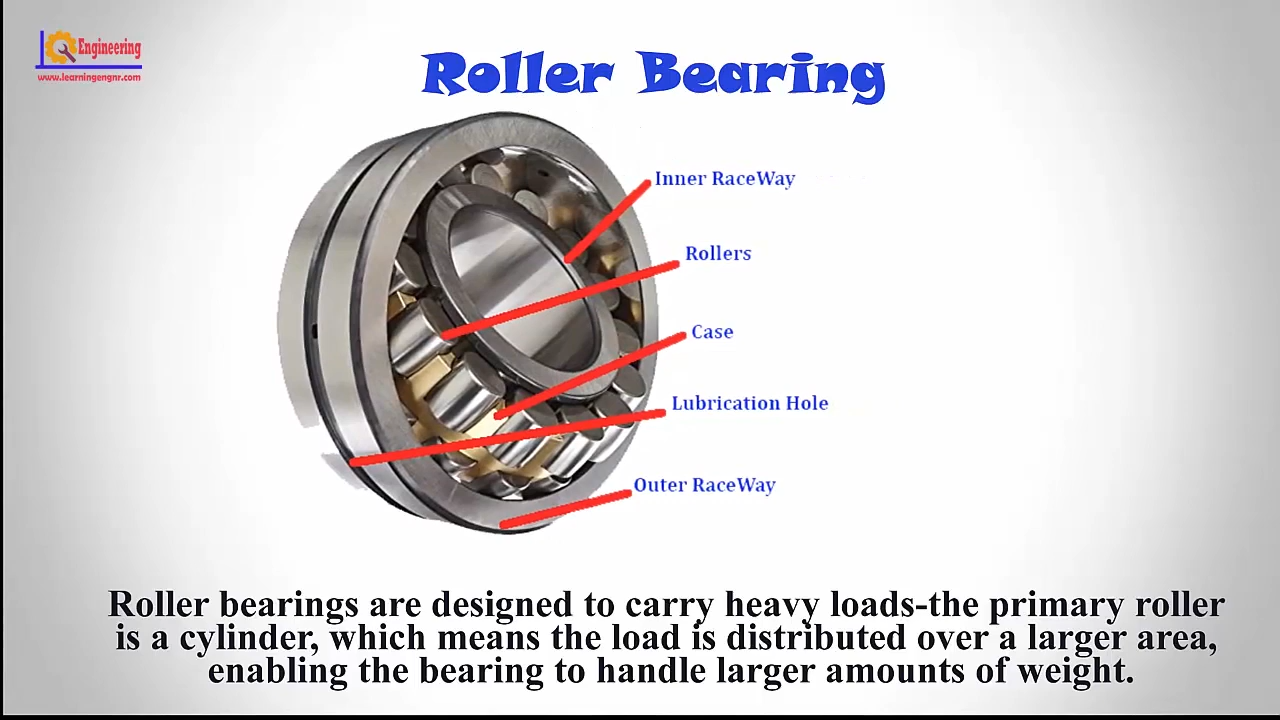 Engineering
www.learningengnr.com
Roller Bearing
Inner RaceWay
Rollers
Case
Lubrication Hole
Outer RaceWay
Roller bearings are designed to carry heavy loads-the primary roller
is a cylinder, which means the load is distributed over a larger area,
enabling the bearing to handle larger amounts of weight.